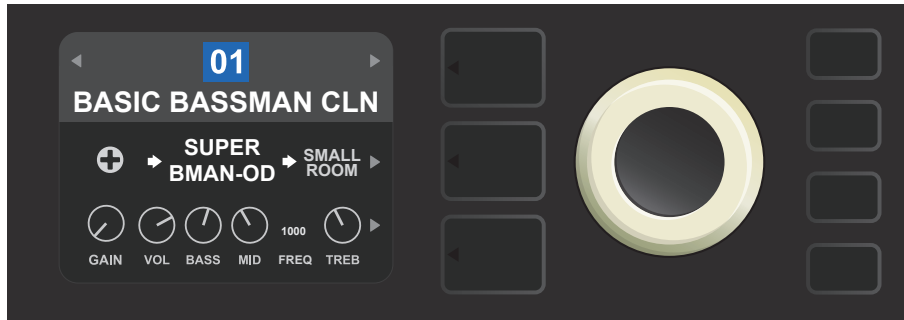 01
BASIC BASSMAN CLN
SUPER
BMAN-OD
SMALL
ROOM
1000
GAIN VOL BASS MID FREQ TREB